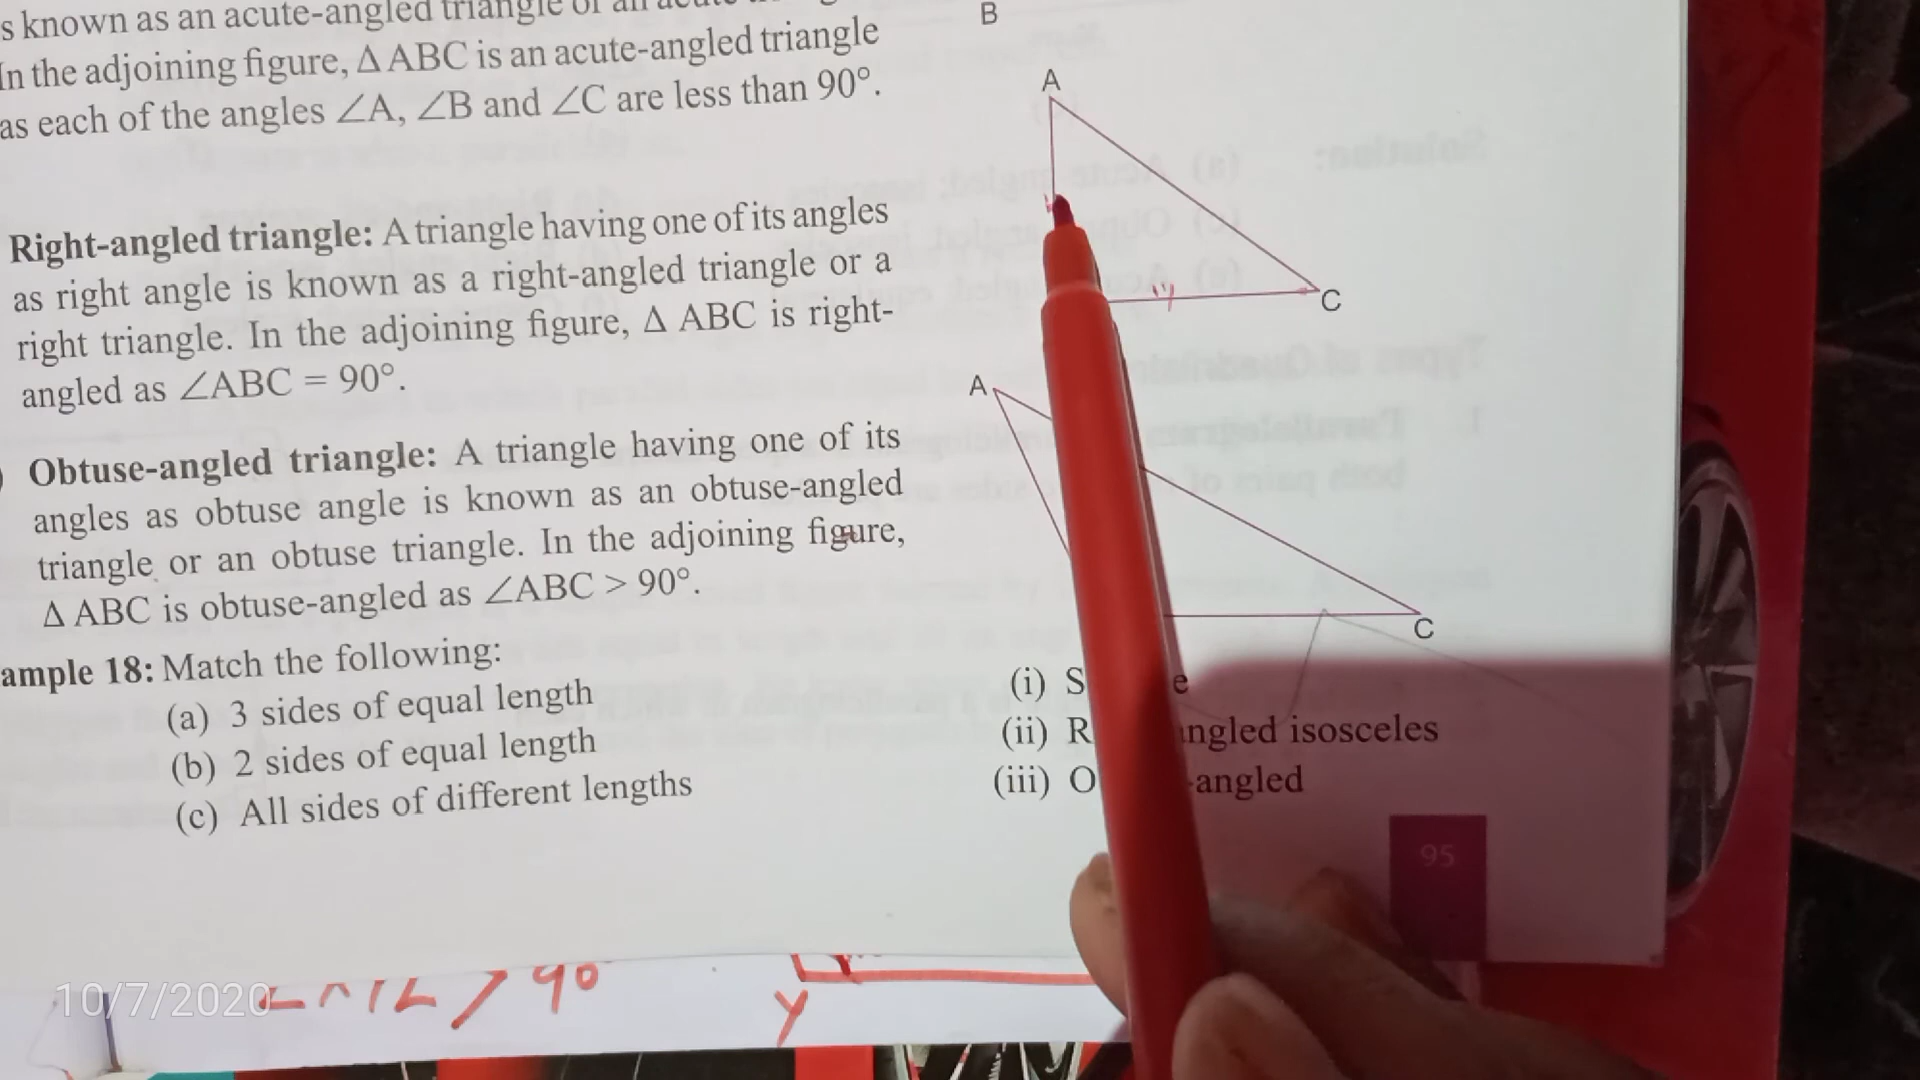 s known as an acute-angled triangle or an
In the adjoining figure, Δ ABC is an acute-angled triangle
as each of the angles ∠A, ∠B and ∠C are less than 90°.
B
A
C
Right-angled triangle: A triangle having one of its angles
as right angle is known as a right-angled triangle or a
right triangle. In the adjoining figure, Δ ABC is right-
angled as ∠ABC = 90°.
A
C
Obtuse-angled triangle: A triangle having one of its
angles as obtuse angle is known as an obtuse-angled
triangle or an obtuse triangle. In the adjoining figure,
Δ ABC is obtuse-angled as ∠ABC > 90°.
ample 18: Match the following:
(a) 3 sides of equal length
(b) 2 sides of equal length
(c) All sides of different lengths
(i) S e
(ii) R ngled isosceles
(iii) O -angled
95
> 90
Y
10/7/2020